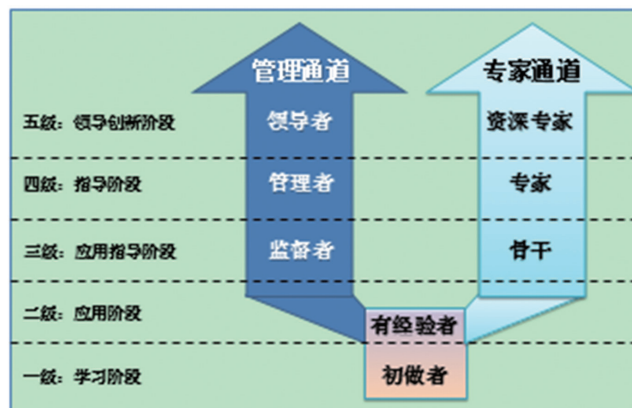 管理通道 专家通道
五级：领导创新阶段 领导者 资深专家
四级：指导阶段 管理者 专家
三级：应用指导阶段 监督者 骨干
二级：应用阶段 有经验者
一级：学习阶段 初做者